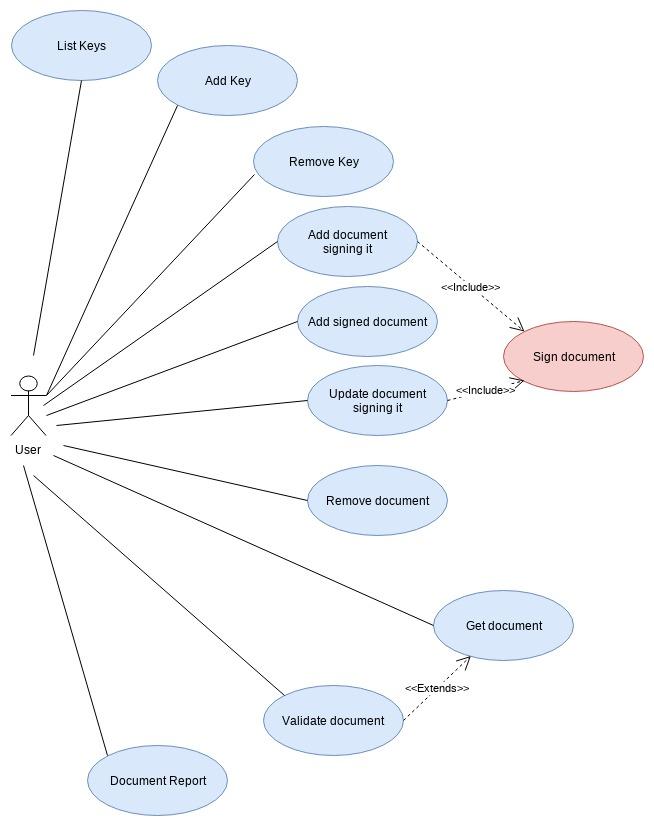 List Keys
Add Key
Remove Key
Add document
signing it
<<Include>>
Add signed document
Sign document
Update document
signing it
<<Include>>
User
Remove document
Get document
<<Extends>>
Validate document
Document Report